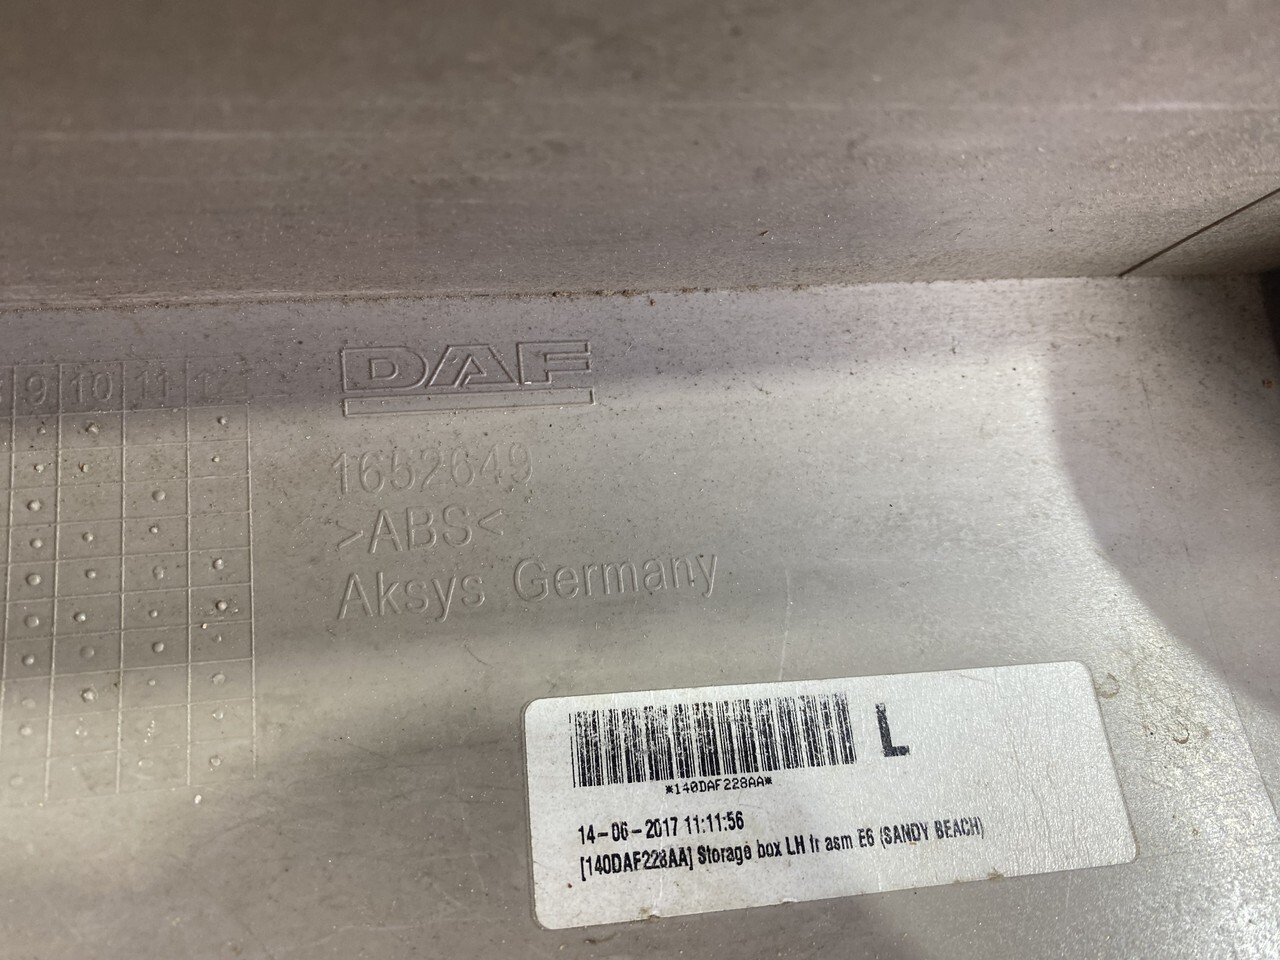 DAF
9 10 11 12
1652649
>ABS<
Aksys Germany
L
*140DAF228AA*
14-06-2017 11:11:56
[140DAF228AA] Storage box LH fr asm E6 (SANDY BEACH)